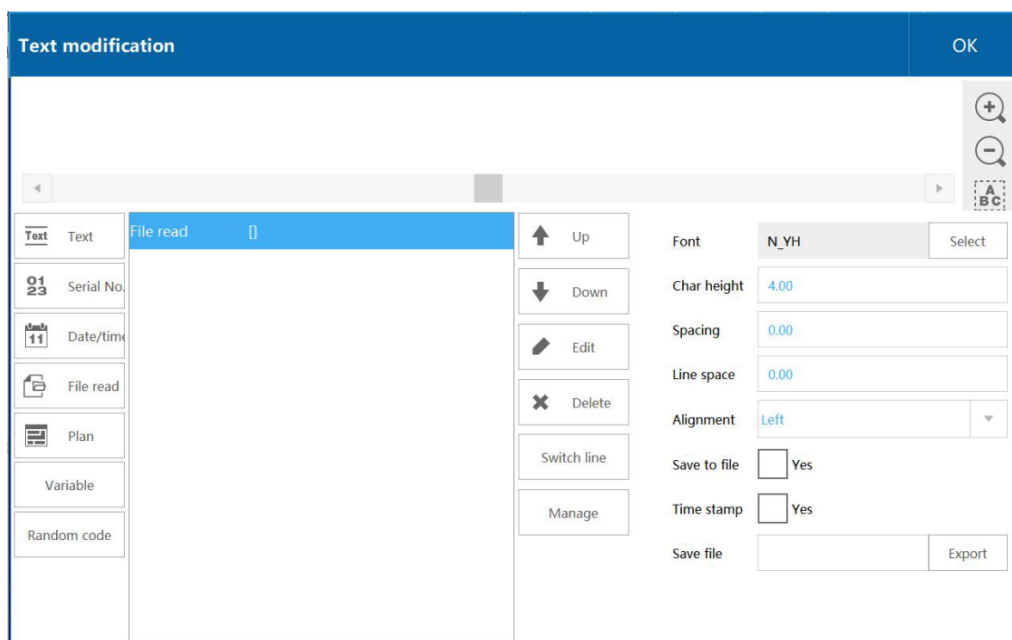 Text modification
OK
A
BC
Text Text
File read []
Up
Font N_YH Select
01
23
Serial No.
Down
Char height 4.00
11 Date/time
Edit
Spacing 0.00
File read
Delete
Line space 0.00
Plan
Alignment Left
Variable
Switch line
Save to file Yes
Random code
Manage
Time stamp Yes
Save file Export